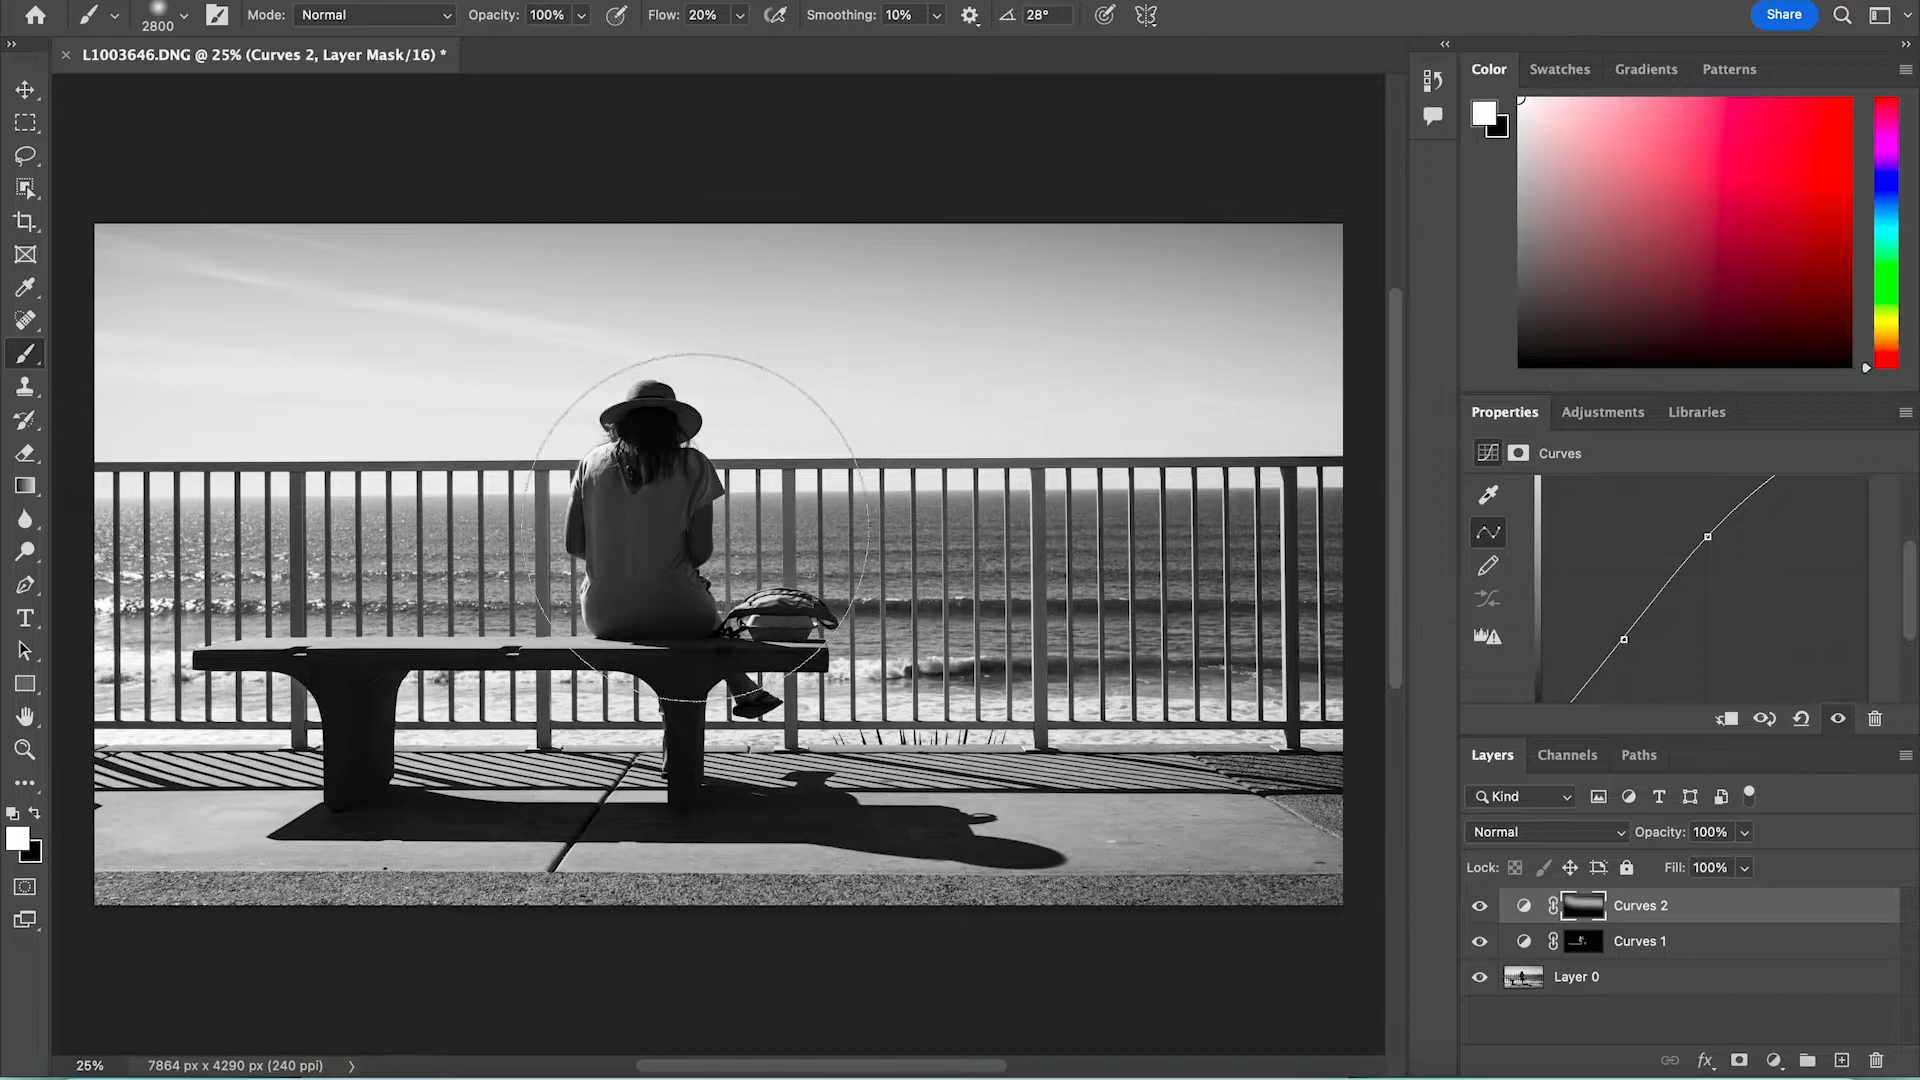 2800
Mode: Normal
Opacity: 100%
Flow: 20%
Smoothing: 10%
28°
Share
L1003646.DNG @ 25% (Curves 2, Layer Mask/16) *
Color Swatches Gradients Patterns
Properties Adjustments Libraries
Curves
Layers Channels Paths
Kind
Normal Opacity: 100%
Lock: Fill: 100%
Curves 2
Curves 1
Layer 0
25% 7864 px x 4290 px (240 ppi)